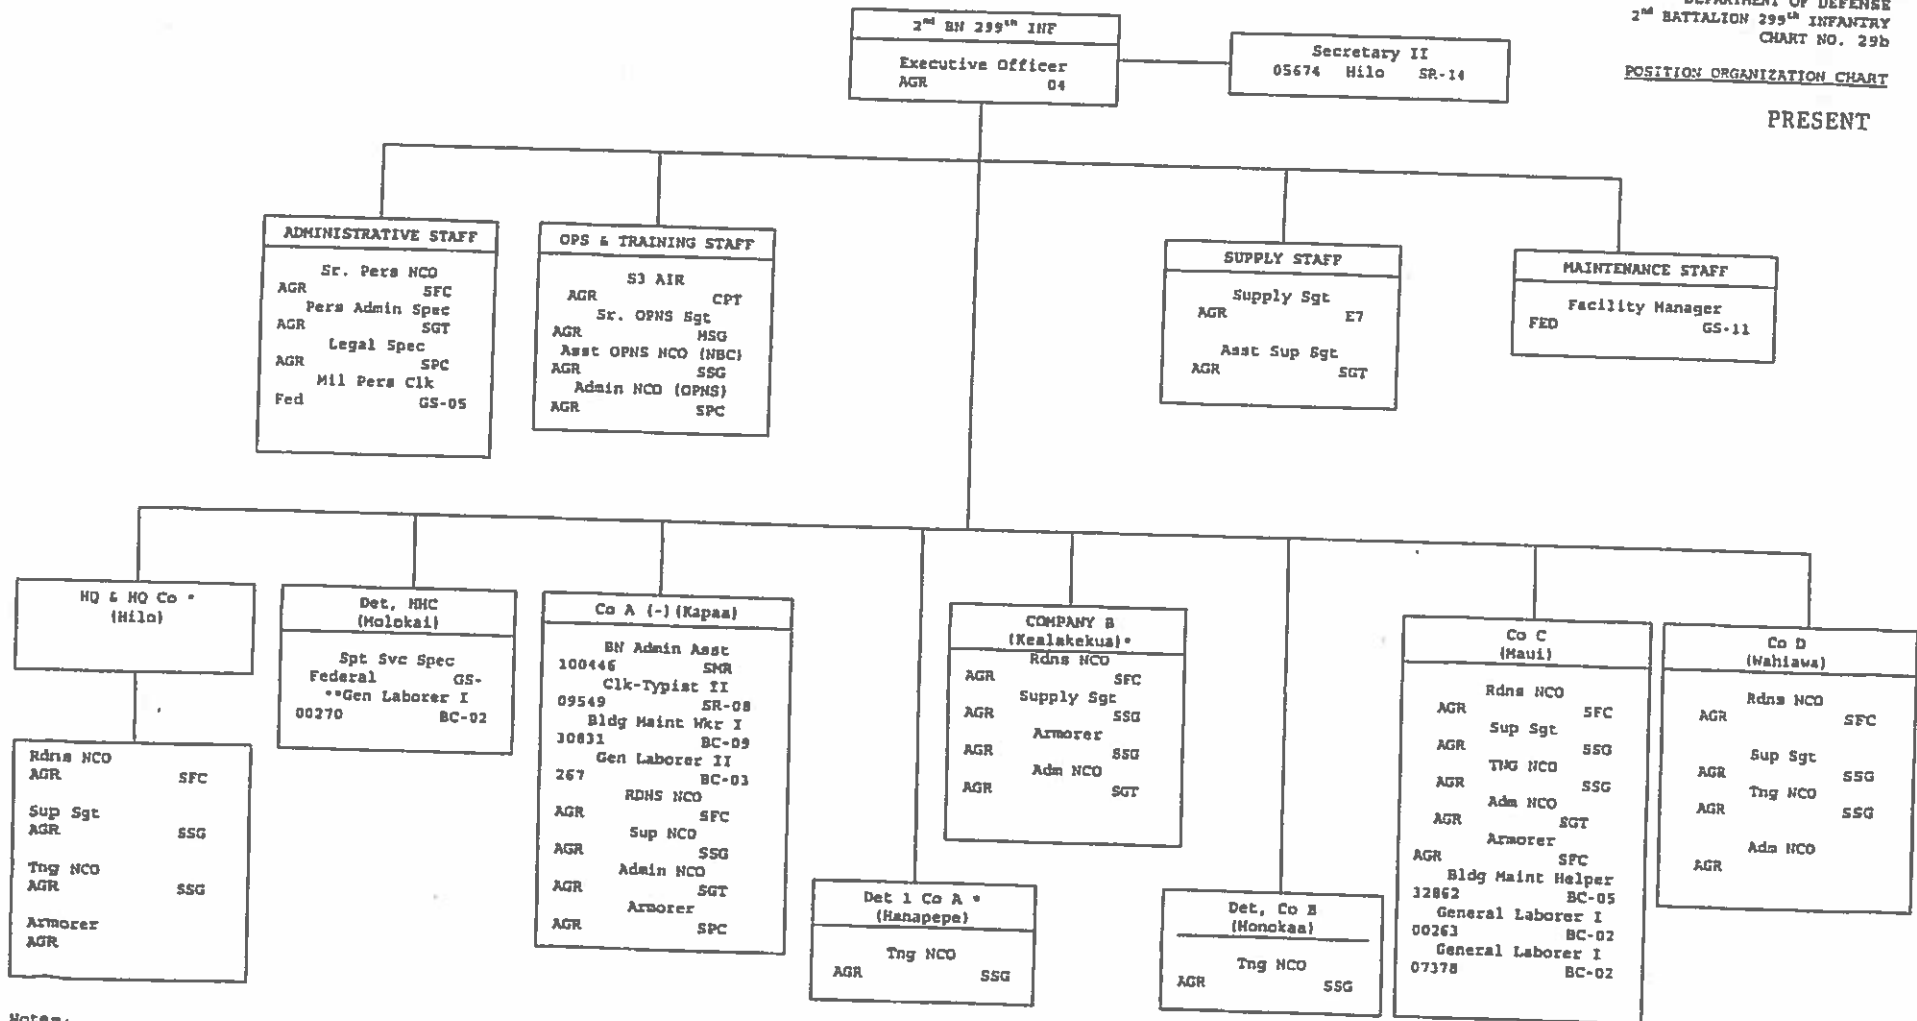 DEPARTMENT OF DEFENSE
2nd BATTALION 299th INFANTRY
CHART NO. 29b
POSITION ORGANIZATION CHART
PRESENT
2nd BN 299th INF
Executive Officer
AGR 04
Secretary II
05674 Hilo SR-14
ADMINISTRATIVE STAFF
Sr. Pers NCO
AGR SFC
Pers Admin Spec
AGR SGT
Legal Spec
AGR SPC
Mil Pers Clk
Fed GS-05
OPS & TRAINING STAFF
S3 AIR
AGR CPT
Sr. OPNS Sgt
AGR MSG
Asst OPNS NCO (NBC)
AGR SSG
Admin NCO (OPNS)
AGR SPC
SUPPLY STAFF
Supply Sgt
AGR E7
Asst Sup Sgt
AGR SGT
MAINTENANCE STAFF
Facility Manager
FED GS-11
HQ & HQ Co *
(Hilo)
Rdns NCO
AGR SFC
Sup Sgt
AGR SSG
Tng NCO
AGR SSG
Armorer
AGR
Det, HHC
(Molokai)
Spt Svc Spec
Federal GS-
**Gen Laborer I
00270 BC-02
Co A (-) (Kapaa)
BN Admin Asst
100446 SMR
Clk-Typist II
09549 SR-08
Bldg Maint Wkr I
30831 BC-09
Gen Laborer II
267 BC-03
RDNS NCO
AGR SFC
Sup NCO
AGR SSG
Admin NCO
AGR SGT
Armorer
AGR SPC
Det 1 Co A *
(Hanapepe)
Tng NCO
AGR SSG
COMPANY B
(Kealakekua)*
Rdns NCO
AGR SFC
Supply Sgt
AGR SSG
Armorer
AGR SSG
Adm NCO
AGR SGT
Det, Co B
(Honokaa)
Tng NCO
AGR SSG
Co C
(Maui)
Rdns NCO
AGR SFC
Sup Sgt
AGR SSG
TNG NCO
AGR SSG
Adm NCO
AGR SGT
Armorer
AGR SFC
Bldg Maint Helper
32862 BC-05
General Laborer I
00263 BC-02
General Laborer I
07378 BC-02
Co D
(Wahiawa)
Rdns NCO
AGR SFC
Sup Sgt
AGR SSG
Tng NCO
AGR SSG
Adm NCO
AGR
Notes: